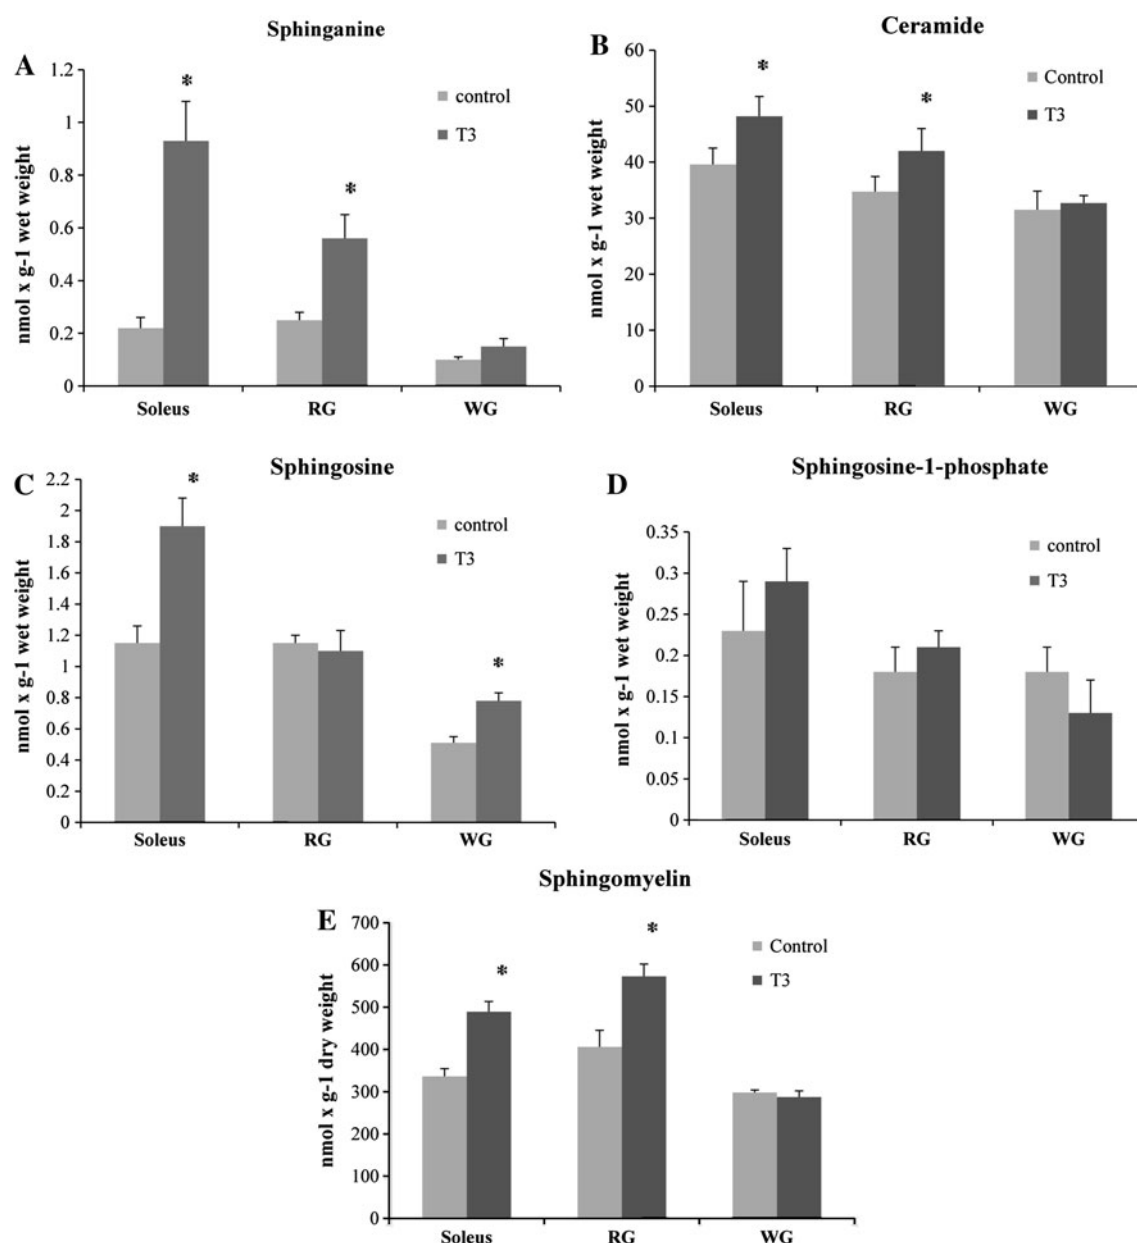 Sphinganine
A
nmol x g-1 wet weight
1.2
1
0.8
0.6
0.4
0.2
0
*
*
control
T3
Soleus RG WG
Ceramide
B
nmol x g-1 wet weight
60
50
40
30
20
10
0
*
*
Control
T3
Soleus RG WG
Sphingosine
C
nmol x g-1 wet weight
2.2
2
1.8
1.6
1.4
1.2
1
0.8
0.6
0.4
0.2
0
*
*
control
T3
Soleus RG WG
Sphingosine-1-phosphate
D
nmol x g-1 wet weight
0.35
0.3
0.25
0.2
0.15
0.1
0.05
0
control
T3
Soleus RG WG
Sphingomyelin
E
nmol x g-1 dry weight
700
600
500
400
300
200
100
0
*
*
Control
T3
Soleus RG WG